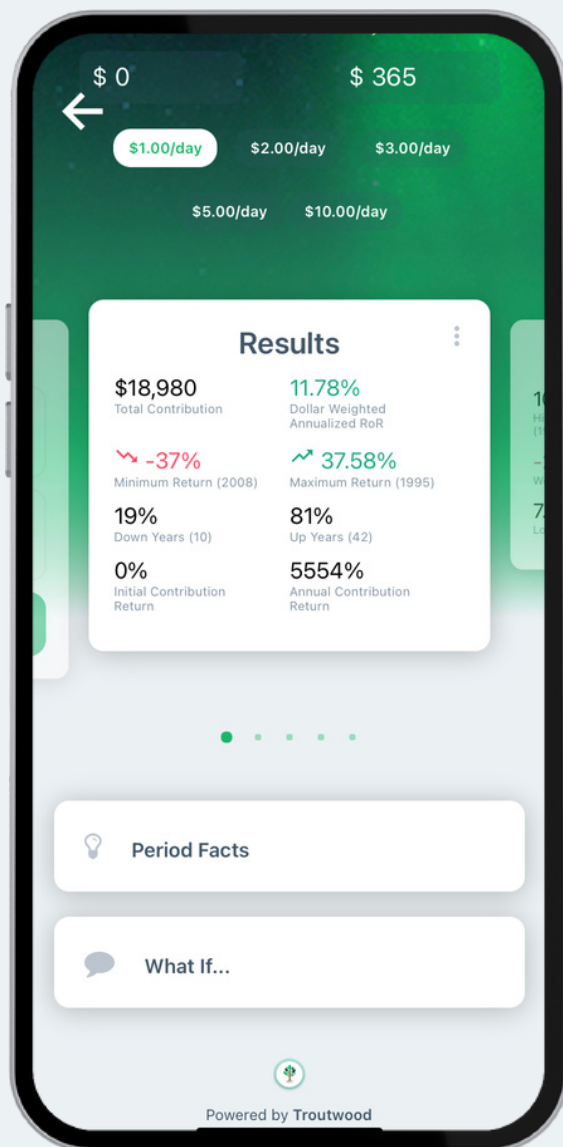 $ 0
$ 365
$1.00/day
$2.00/day
$3.00/day
$5.00/day
$10.00/day
Results
$18,980
Total Contribution
11.78%
Dollar Weighted
Annualized RoR
-37%
Minimum Return (2008)
37.58%
Maximum Return (1995)
19%
Down Years (10)
81%
Up Years (42)
0%
Initial Contribution
Return
5554%
Annual Contribution
Return
Period Facts
What If...
Powered by Troutwood